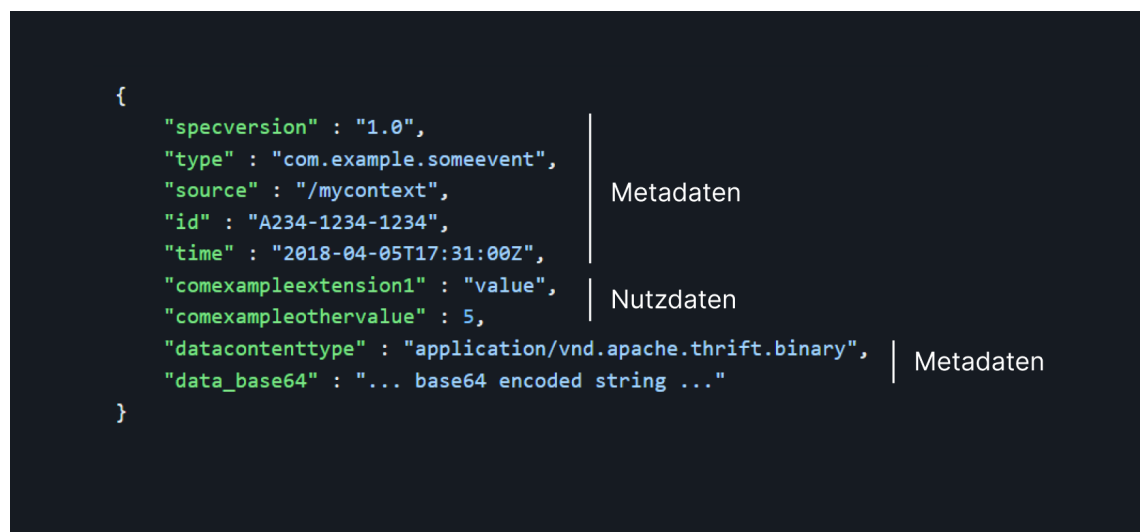 {
"specversion" : "1.0",
"type" : "com.example.someevent",
"source" : "/mycontext",
"id" : "A234-1234-1234",
"time" : "2018-04-05T17:31:00Z",
Metadaten
"comexampleextension1" : "value",
"comexampleothervalue" : 5,
Nutzdaten
"datacontenttype" : "application/vnd.apache.thrift.binary",
"data_base64" : "... base64 encoded string ..."
Metadaten
}